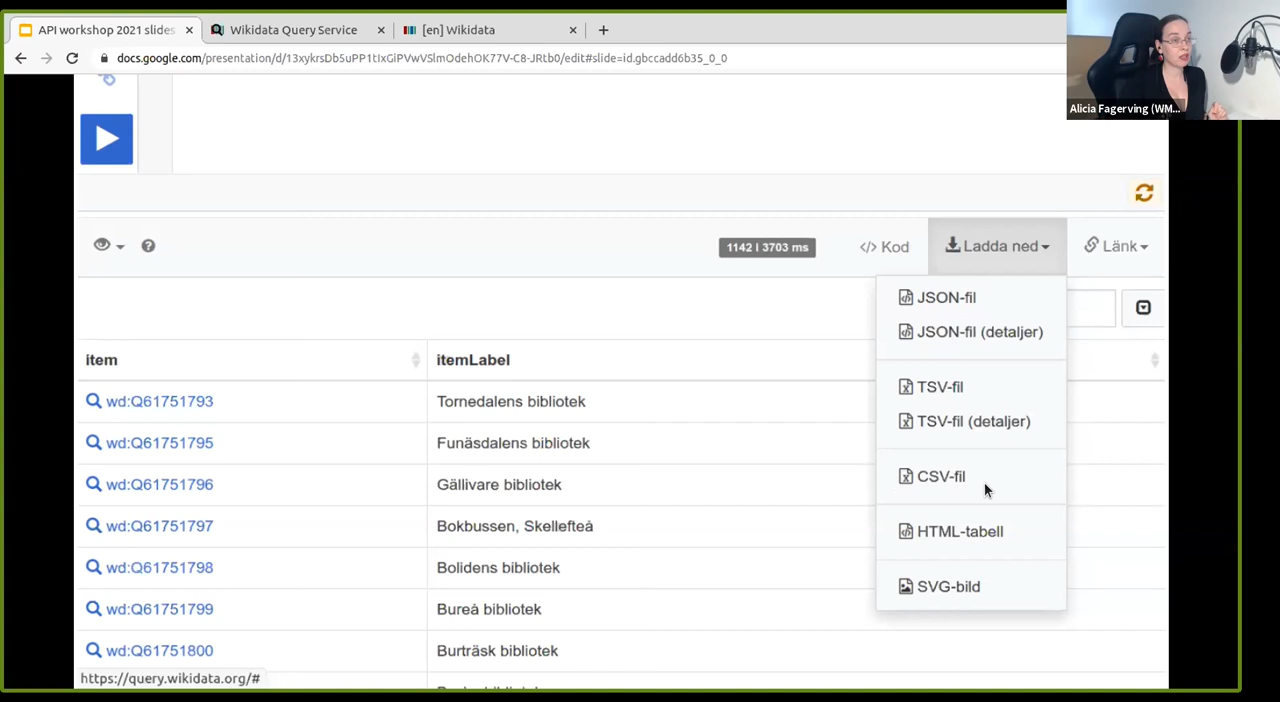 API workshop 2021 slides
Wikidata Query Service
[en] Wikidata
docs.google.com/presentation/d/13xykrsDb5uPP1tIxGiPVwVSlmOdehOK77V-C8-JRtb0/edit#slide=id.gbccadd6b35_0_0
Alicia Fagerving (WM...
1142 | 3703 ms
</> Kod
Ladda ned
Länk
JSON-fil
JSON-fil (detaljer)
TSV-fil
TSV-fil (detaljer)
CSV-fil
HTML-tabell
SVG-bild
item itemLabel
wd:Q61751793 Tornedalens bibliotek
wd:Q61751795 Funäsdalens bibliotek
wd:Q61751796 Gällivare bibliotek
wd:Q61751797 Bokbussen, Skellefteå
wd:Q61751798 Bolidens bibliotek
wd:Q61751799 Bureå bibliotek
wd:Q61751800 Burträsk bibliotek
https://query.wikidata.org/#